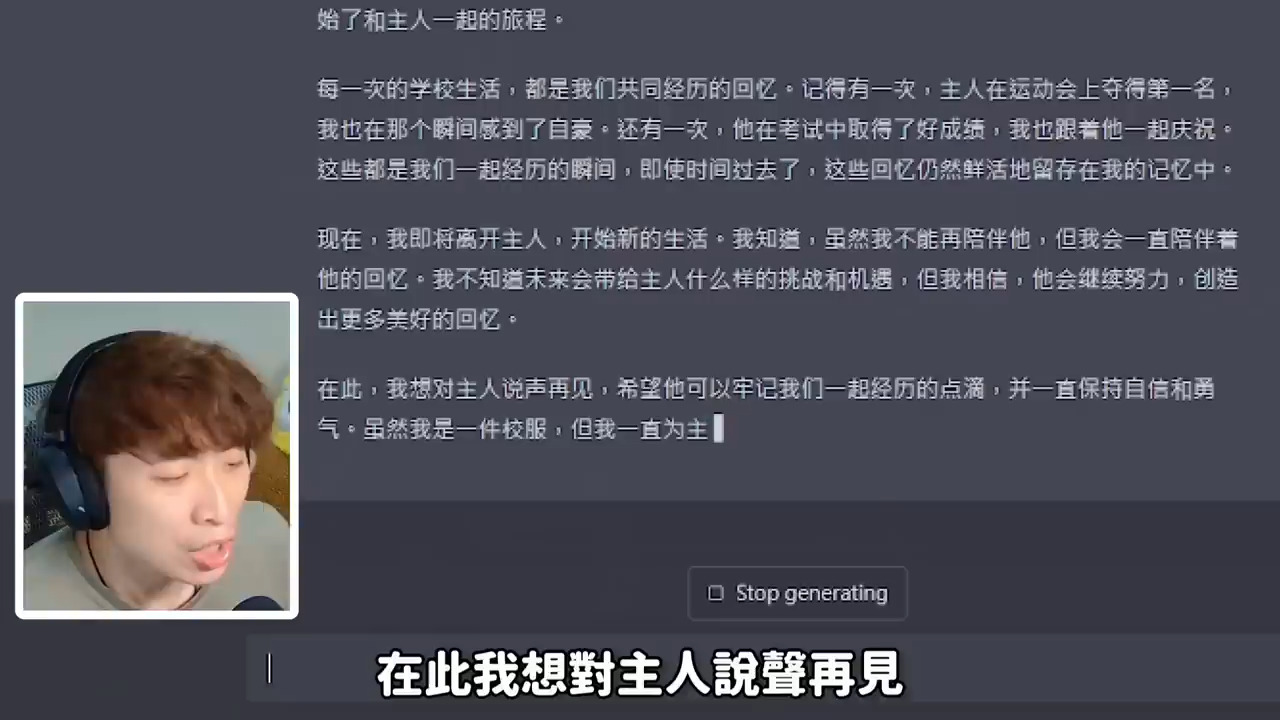 始了和主人一起的旅程。
每一次的学校生活，都是我们共同经历的回忆。记得有一次，主人在运动会上夺得第一名，
我也在那个瞬间感到了自豪。还有一次，他在考试中取得了好成绩，我也跟着他一起庆祝。
这些都是我们一起经历的瞬间，即使时间过去了，这些回忆仍然鲜活地留存在我的记忆中。
现在，我即将离开主人，开始新的生活。我知道，虽然我不能再陪伴他，但我会一直陪伴着
他的回忆。我不知道未来会带给主人什么样的挑战和机遇，但我相信，他会继续努力，创造
出更多美好的回忆。
在此，我想对主人说声再见，希望他可以牢记我们一起经历的点滴，并一直保持自信和勇
气。虽然我是一件校服，但我一直为主
Stop generating
在此我想對主人說聲再見